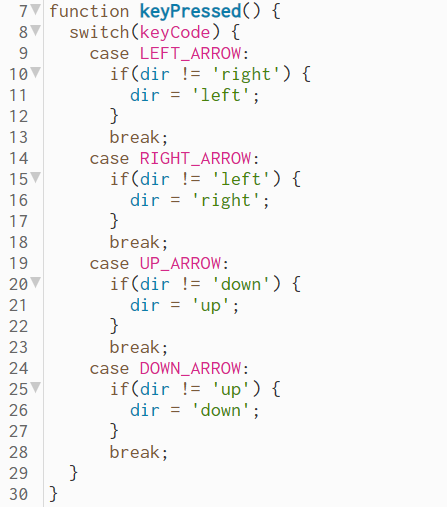 7 function keyPressed() {
8   switch(keyCode) {
9     case LEFT_ARROW:
10       if(dir != 'right') {
11         dir = 'left';
12       }
13       break;
14     case RIGHT_ARROW:
15       if(dir != 'left') {
16         dir = 'right';
17       }
18       break;
19     case UP_ARROW:
20       if(dir != 'down') {
21         dir = 'up';
22       }
23       break;
24     case DOWN_ARROW:
25       if(dir != 'up') {
26         dir = 'down';
27       }
28       break;
29   }
30 }